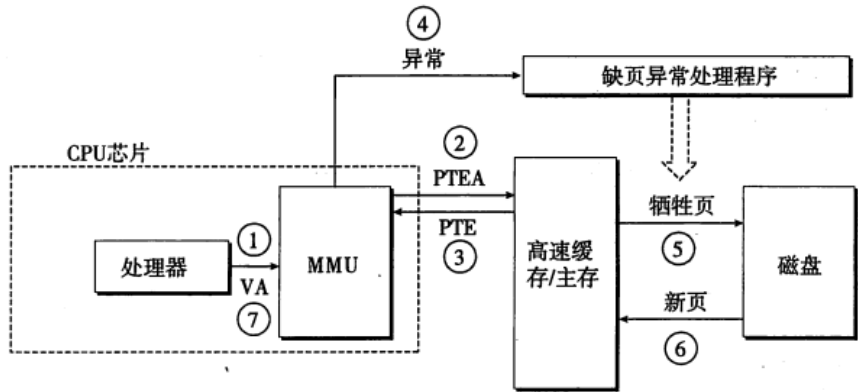 ④
异常
缺页异常处理程序
CPU芯片
②
PTEA
PTE
③
①
处理器
VA
⑦
MMU
高速缓
存/主存
牺牲页
⑤
新页
⑥
磁盘